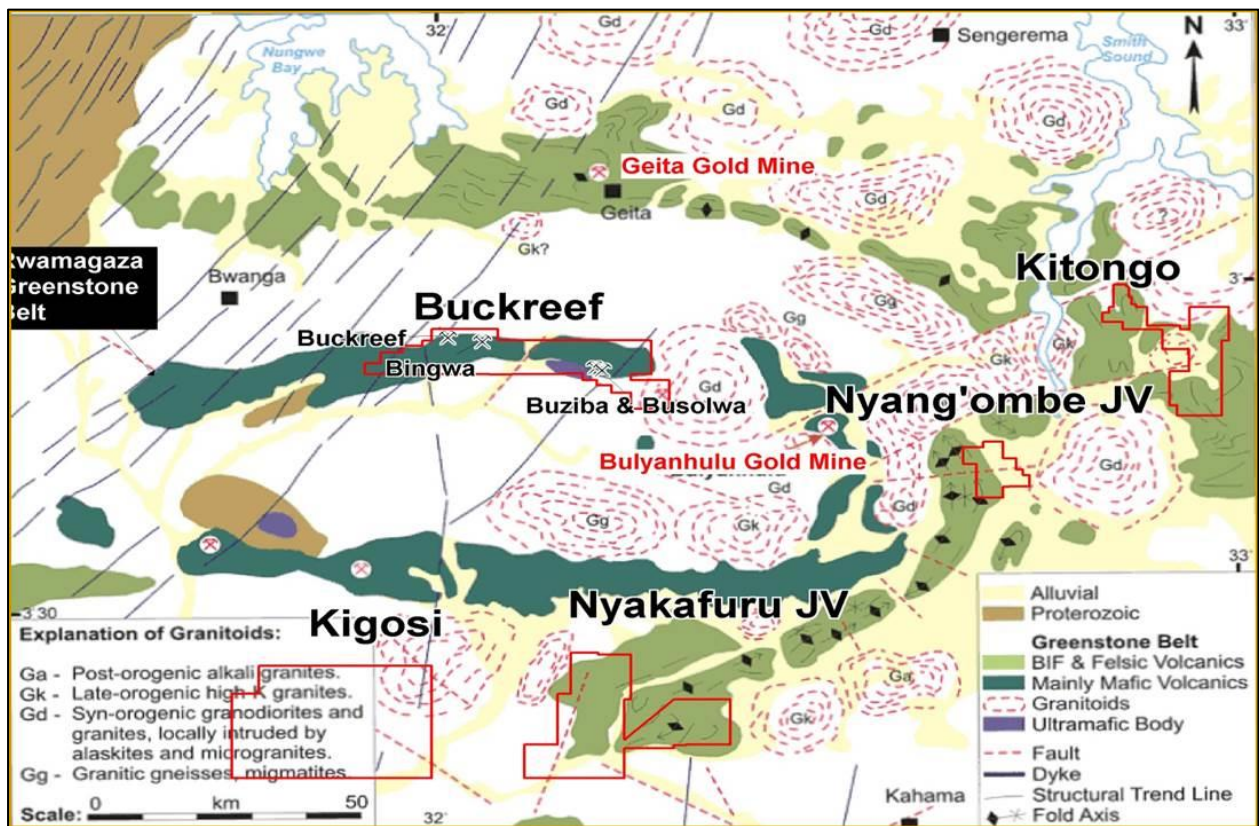 32°
33°
Gd
Sengerema
N
Nungwe
Bay
Smith
Sound
Gd
Gd
Gd
Geita Gold Mine
Geita
Gd
?
Gk?
Rwamagaza
Greenstone
Belt
Bwanga
Kitongo
3°
Buckreef
Gg
Gg
Gk
Gk
Buckreef
Bingwa
Gd
Buziba & Busolwa
Nyang'ombe JV
Bulyanhulu Gold Mine
Gd
Gd
Gg
Gk
Gd
33°
3°30
Kigosi
Nyakafuru JV
Explanation of Granitoids:
Ga - Post-orogenic alkali granites.
Gk - Late-orogenic high K granites.
Gd - Syn-orogenic granodiorites and
granites, locally intruded by
alaskites and microgranites.
Gg - Granitic gneisses, migmatites.
Scale:
0 km 50
32°
Ga
Gk
Kahama
Alluvial
Proterozoic
Greenstone Belt
BIF & Felsic Volcanics
Mainly Mafic Volcanics
Granitoids
Ultramafic Body
Fault
Dyke
Structural Trend Line
Fold Axis